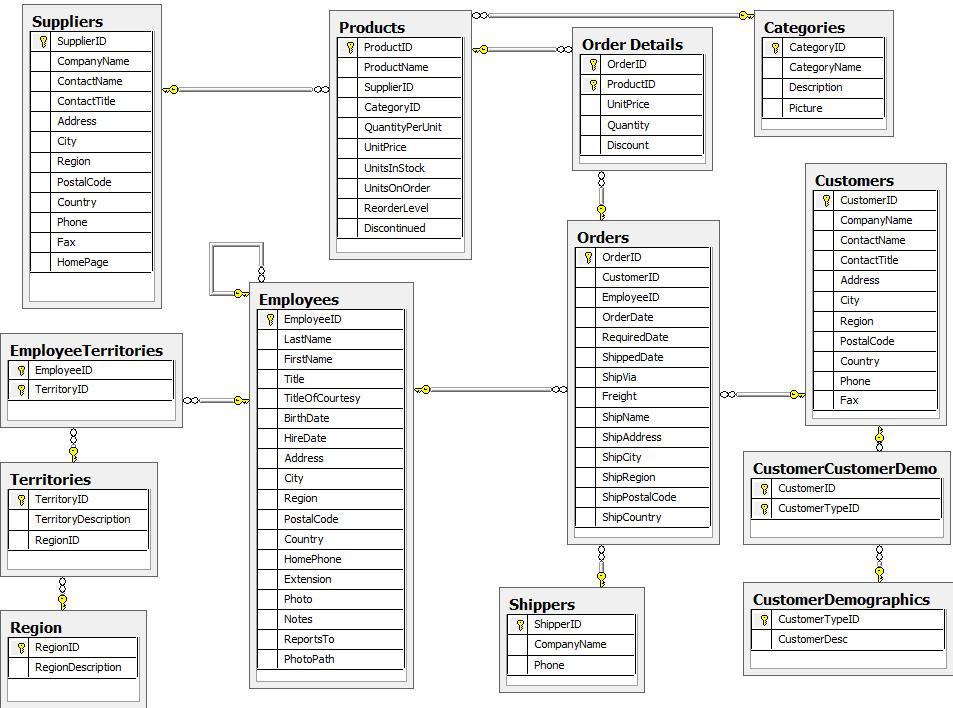 Suppliers
SupplierID
CompanyName
ContactName
ContactTitle
Address
City
Region
PostalCode
Country
Phone
Fax
HomePage
Products
ProductID
ProductName
SupplierID
CategoryID
QuantityPerUnit
UnitPrice
UnitsInStock
UnitsOnOrder
ReorderLevel
Discontinued
Order Details
OrderID
ProductID
UnitPrice
Quantity
Discount
Categories
CategoryID
CategoryName
Description
Picture
Customers
CustomerID
CompanyName
ContactName
ContactTitle
Address
City
Region
PostalCode
Country
Phone
Fax
Orders
OrderID
CustomerID
EmployeeID
OrderDate
RequiredDate
ShippedDate
ShipVia
Freight
ShipName
ShipAddress
ShipCity
ShipRegion
ShipPostalCode
ShipCountry
Employees
EmployeeID
LastName
FirstName
Title
TitleOfCourtesy
BirthDate
HireDate
Address
City
Region
PostalCode
Country
HomePhone
Extension
Photo
Notes
ReportsTo
PhotoPath
EmployeeTerritories
EmployeeID
TerritoryID
Territories
TerritoryID
TerritoryDescription
RegionID
Region
RegionID
RegionDescription
Shippers
ShipperID
CompanyName
Phone
CustomerCustomerDemo
CustomerID
CustomerTypeID
CustomerDemographics
CustomerTypeID
CustomerDesc